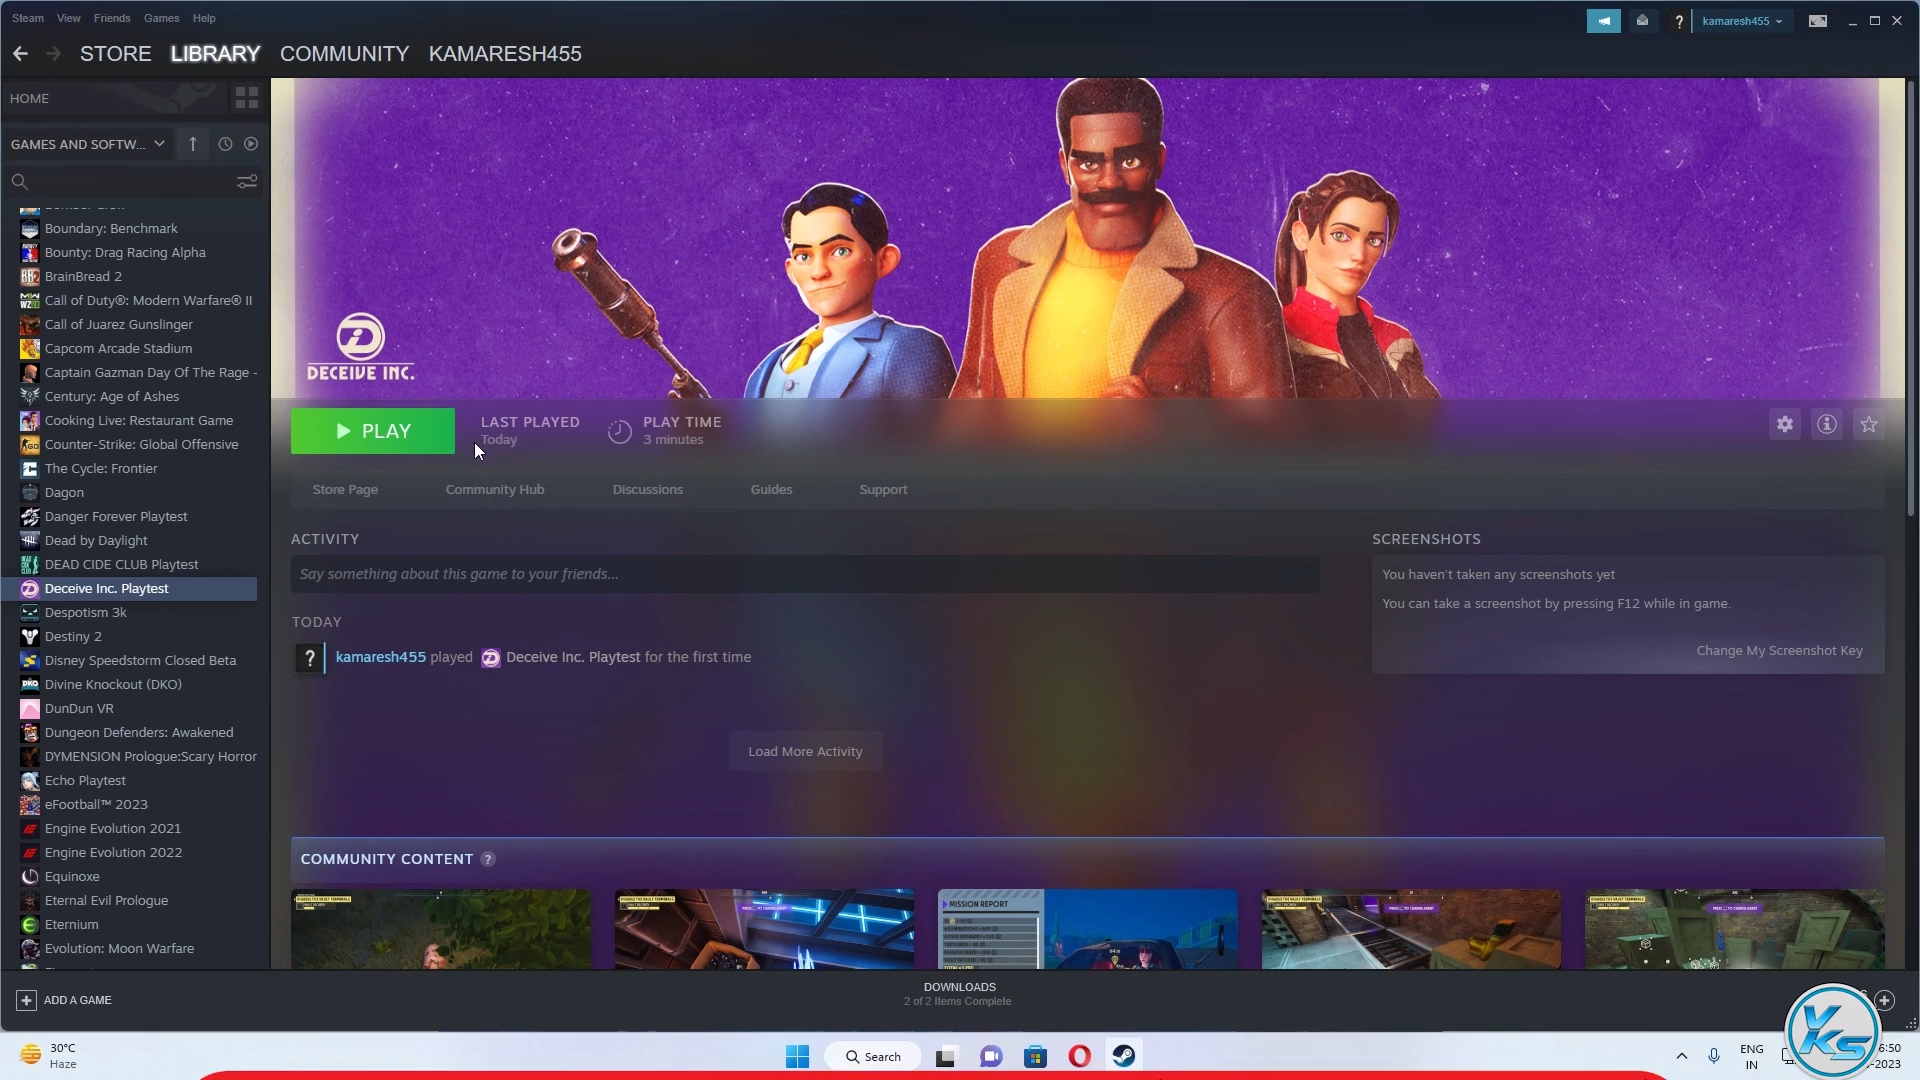 Steam View Friends Games Help
kamaresh455
STORE LIBRARY COMMUNITY KAMARESH455
HOME
GAMES AND SOFTW...
Boundary: Benchmark
Bounty: Drag Racing Alpha
BrainBread 2
Call of Duty®: Modern Warfare® II
Call of Juarez Gunslinger
Capcom Arcade Stadium
Captain Gazman Day Of The Rage -
Century: Age of Ashes
Cooking Live: Restaurant Game
Counter-Strike: Global Offensive
The Cycle: Frontier
Dagon
Danger Forever Playtest
Dead by Daylight
DEAD CIDE CLUB Playtest
Deceive Inc. Playtest
Despotism 3k
Destiny 2
Disney Speedstorm Closed Beta
Divine Knockout (DKO)
DunDun VR
Dungeon Defenders: Awakened
DYMENSION Prologue:Scary Horror
Echo Playtest
eFootball™ 2023
Engine Evolution 2021
Engine Evolution 2022
Equinoxe
Eternal Evil Prologue
Eternium
Evolution: Moon Warfare
DECEIVE INC.
PLAY
LAST PLAYED
Today
PLAY TIME
3 minutes
Store Page Community Hub Discussions Guides Support
ACTIVITY
Say something about this game to your friends...
TODAY
kamaresh455 played Deceive Inc. Playtest for the first time
Load More Activity
SCREENSHOTS
You haven't taken any screenshots yet
You can take a screenshot by pressing F12 while in game.
Change My Screenshot Key
COMMUNITY CONTENT ?
MISSION REPORT
ADD A GAME
DOWNLOADS
2 of 2 Items Complete
30°C
Haze
Search
ENG
IN
6:50
-2023
YKS